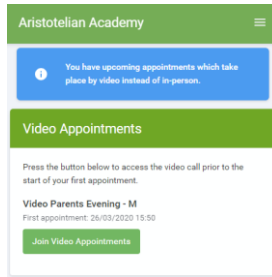 Aristotelian Academy
You have upcoming appointments which take
place by video instead of in-person.
Video Appointments
Press the button below to access the video call prior to the
start of your first appointment.
Video Parents Evening - M
First appointment: 26/03/2020 15:50
Join Video Appointments